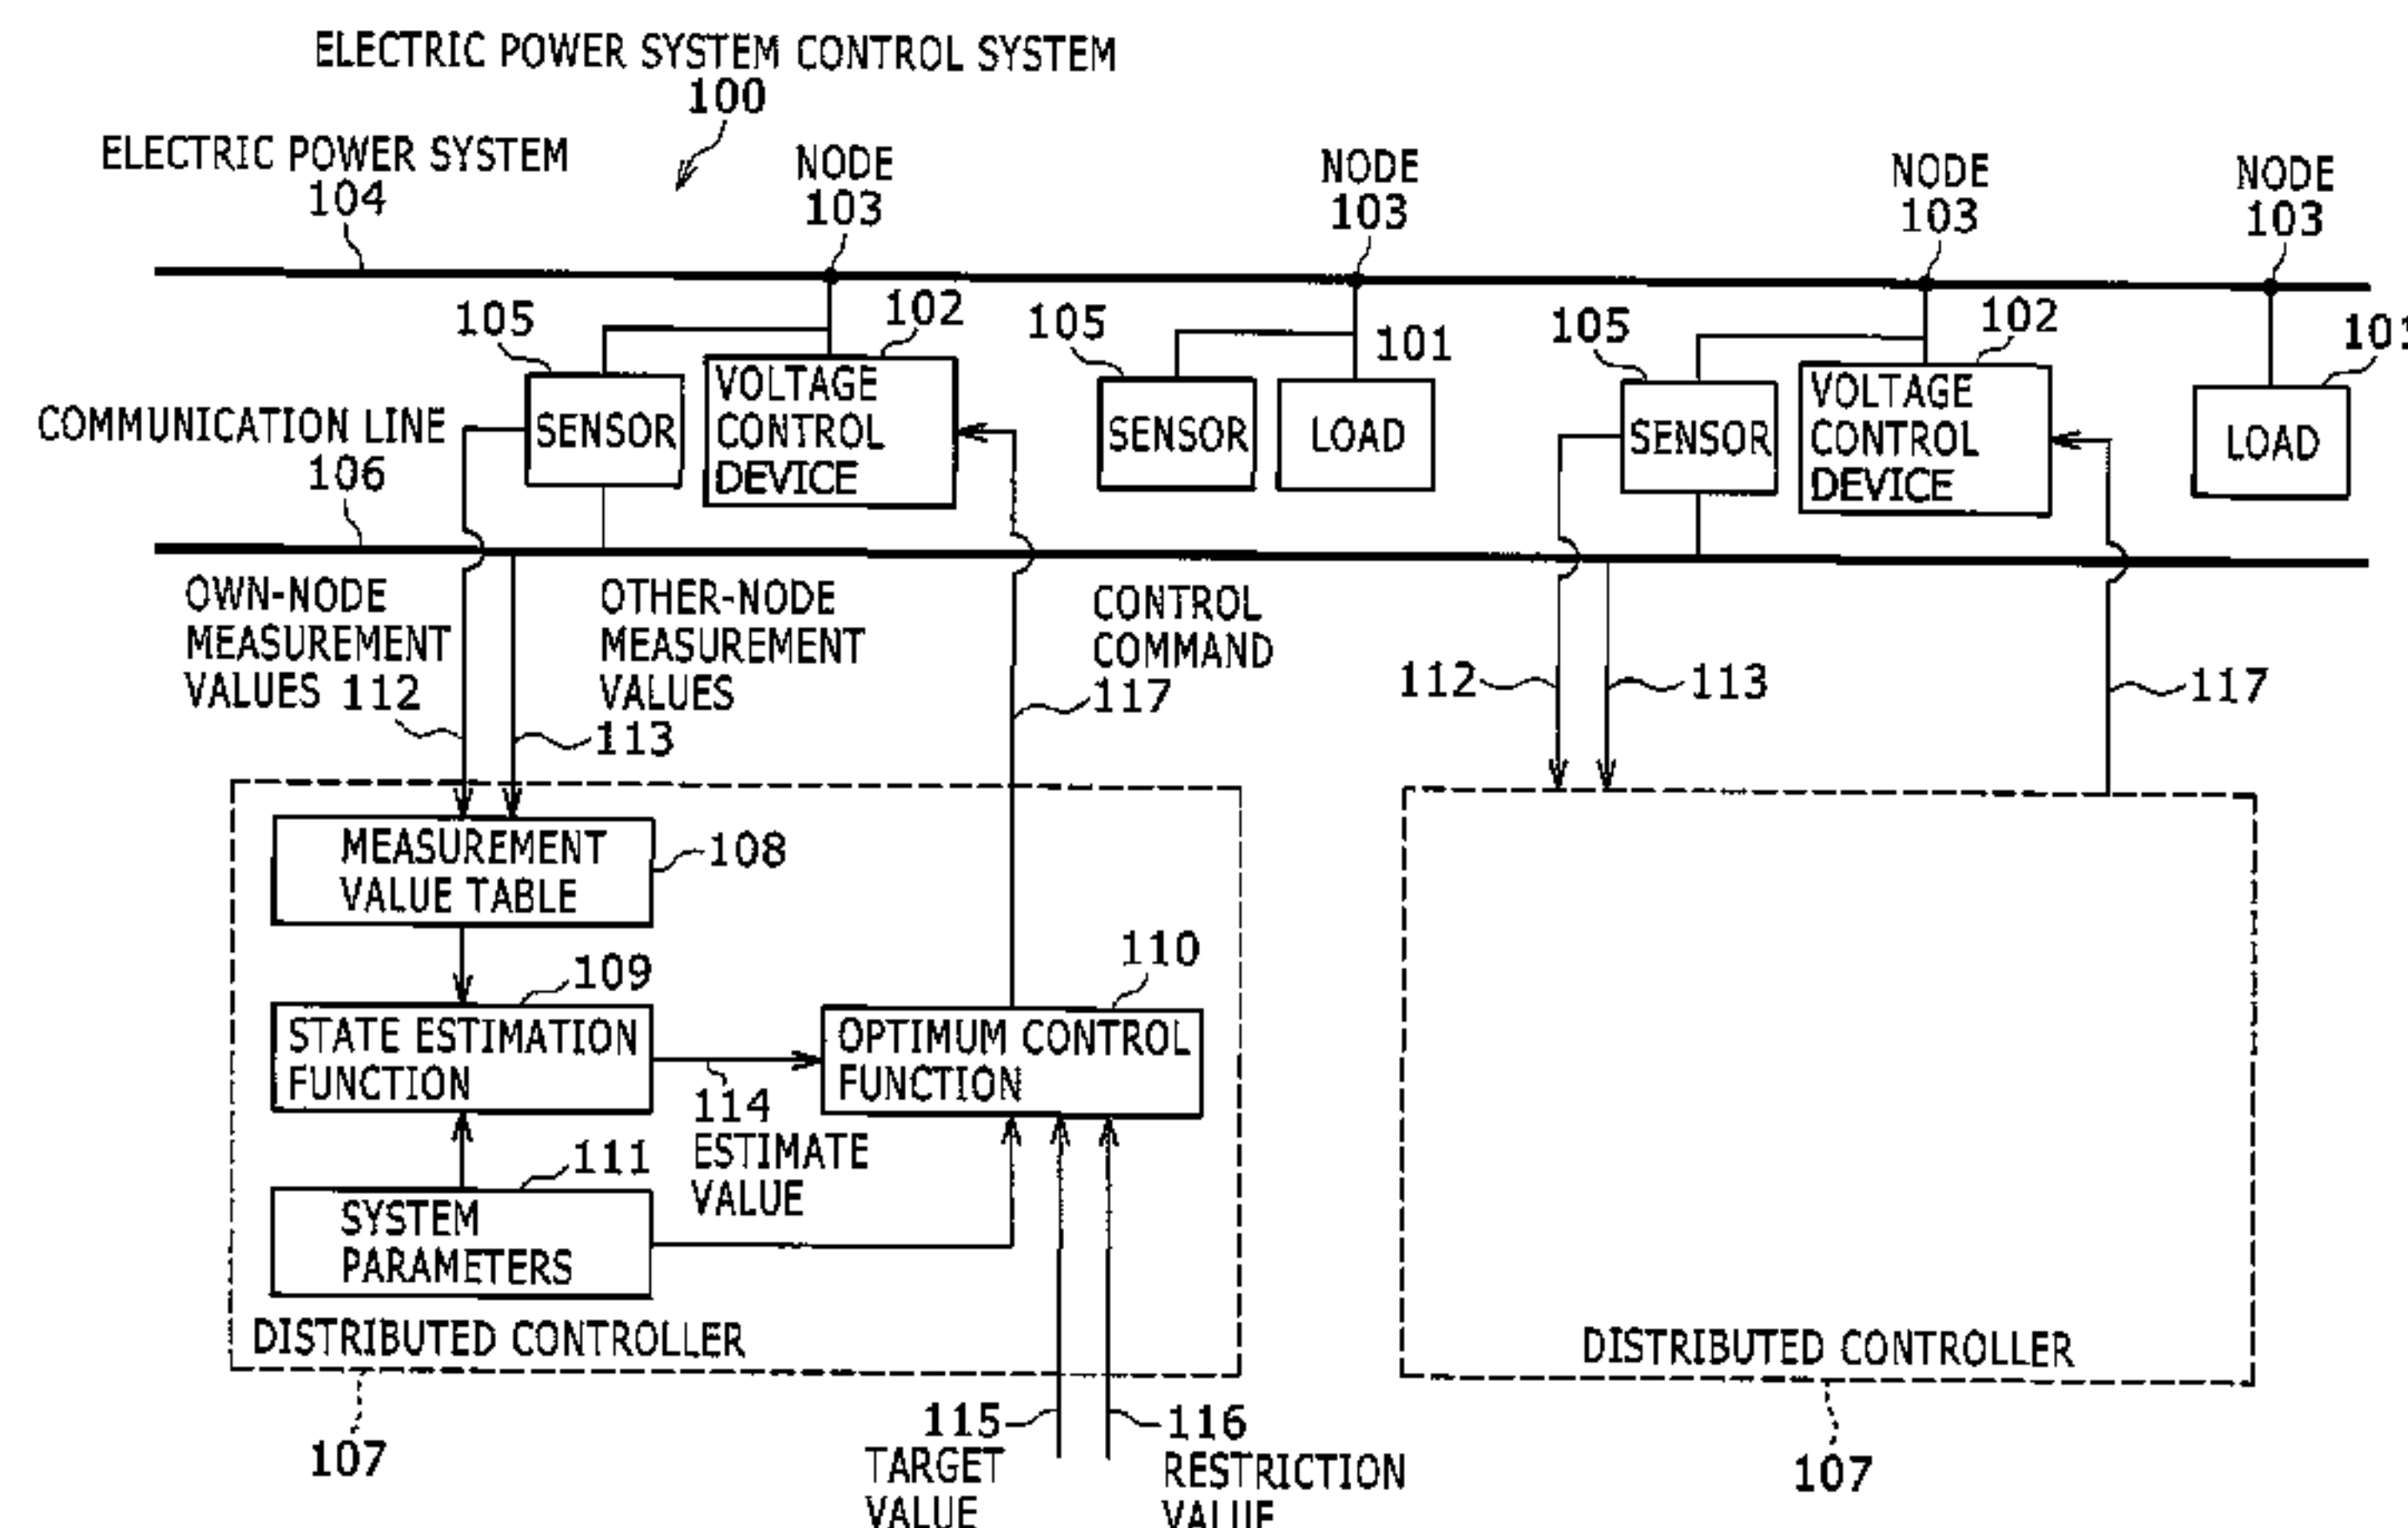 ELECTRIC POWER SYSTEM CONTROL SYSTEM
100
ELECTRIC POWER SYSTEM
104
NODE
103
NODE
103
NODE
103
NODE
103
105
102
105
101
105
102
101
COMMUNICATION LINE
106
SENSOR
VOLTAGE
CONTROL
DEVICE
SENSOR
LOAD
SENSOR
VOLTAGE
CONTROL
DEVICE
LOAD
OWN-NODE
MEASUREMENT
VALUES 112
OTHER-NODE
MEASUREMENT
VALUES
113
CONTROL
COMMAND
117
112
113
117
MEASUREMENT
VALUE TABLE
108
109
STATE ESTIMATION
FUNCTION
110
OPTIMUM CONTROL
FUNCTION
114
ESTIMATE
VALUE
111
SYSTEM
PARAMETERS
DISTRIBUTED CONTROLLER
107
115
TARGET
VALUE
116
RESTRICTION
VALUE
DISTRIBUTED CONTROLLER
107